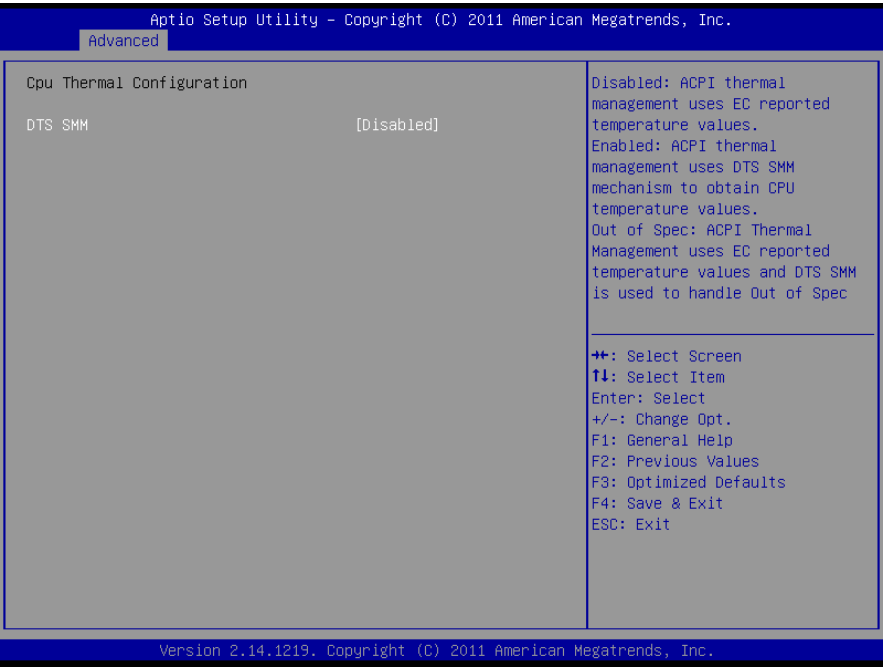 Aptio Setup Utility – Copyright (C) 2011 American Megatrends, Inc.
Advanced
Cpu Thermal Configuration
DTS SMM [Disabled]
Disabled: ACPI thermal
management uses EC reported
temperature values.
Enabled: ACPI thermal
management uses DTS SMM
mechanism to obtain CPU
temperature values.
Out of Spec: ACPI Thermal
Management uses EC reported
temperature values and DTS SMM
is used to handle Out of Spec
→←: Select Screen
↑↓: Select Item
Enter: Select
+/-: Change Opt.
F1: General Help
F2: Previous Values
F3: Optimized Defaults
F4: Save & Exit
ESC: Exit
Version 2.14.1219. Copyright (C) 2011 American Megatrends, Inc.